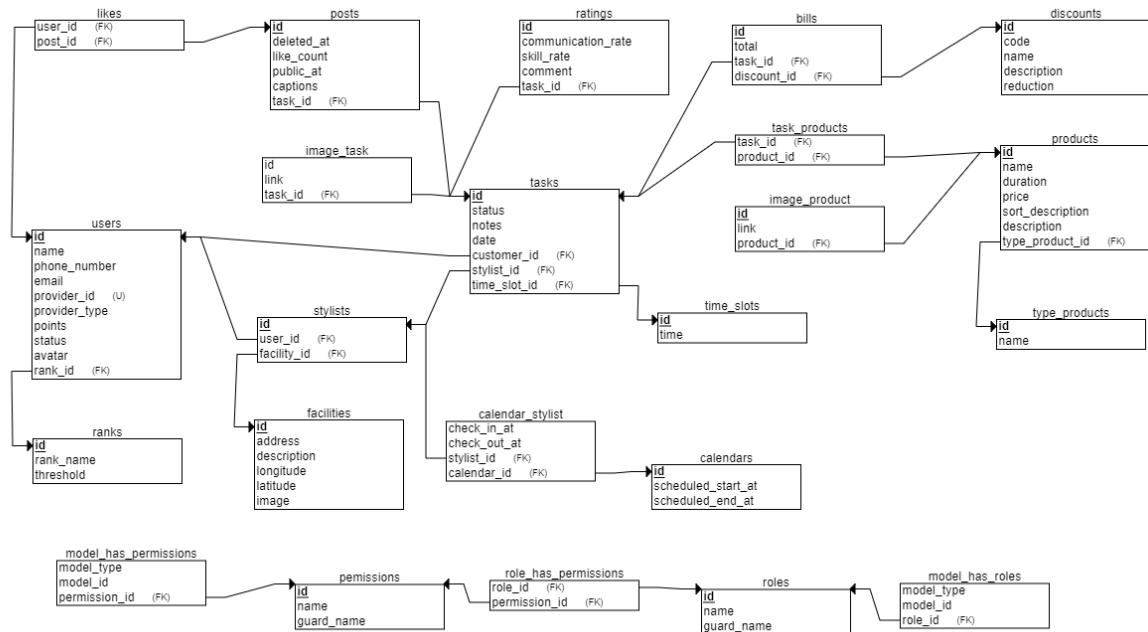 likes
user_id (FK)
post_id (FK)
posts
id
deleted_at
like_count
public_at
captions
task_id (FK)
ratings
id
communication_rate
skill_rate
comment
task_id (FK)
bills
id
total
task_id (FK)
discount_id (FK)
discounts
id
code
name
description
reduction
image_task
id
link
task_id (FK)
tasks
id
status
notes
date
customer_id (FK)
stylist_id (FK)
time_slot_id (FK)
task_products
task_id (FK)
product_id (FK)
image_product
id
link
product_id (FK)
products
id
name
duration
price
sort_description
description
type_product_id (FK)
users
id
name
phone_number
email
provider_id (U)
provider_type
points
status
avatar
rank_id (FK)
stylists
id
user_id (FK)
facility_id (FK)
time_slots
id
time
type_products
id
name
ranks
id
rank_name
threshold
facilities
id
address
description
longitude
latitude
image
calendar_stylist
check_in_at
check_out_at
stylist_id (FK)
calendar_id (FK)
calendars
id
scheduled_start_at
scheduled_end_at
model_has_permissions
model_type
model_id
permission_id (FK)
pemissions
id
name
guard_name
role_has_permissions
role_id (FK)
permission_id (FK)
roles
id
name
guard_name
model_has_roles
model_type
model_id
role_id (FK)